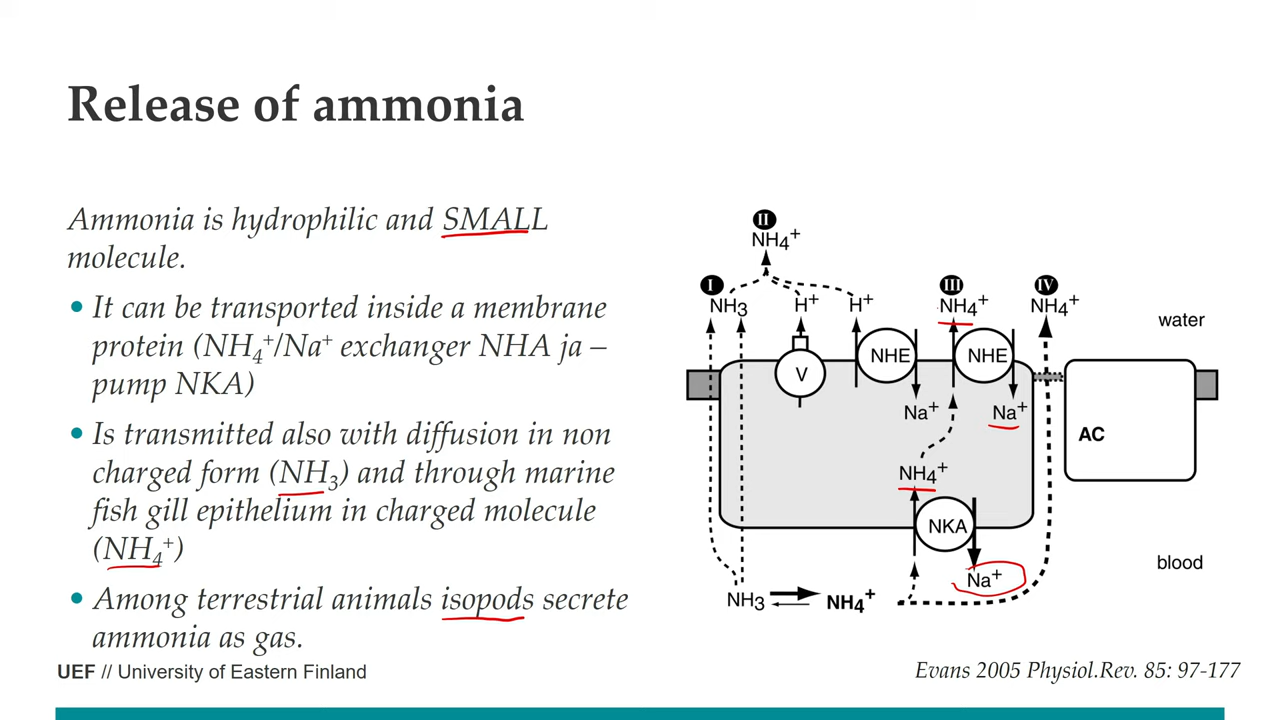 Release of ammonia
Ammonia is hydrophilic and SMALL
molecule.
• It can be transported inside a membrane
protein (NH₄⁺/Na⁺ exchanger NHA ja –
pump NKA)
• Is transmitted also with diffusion in non
charged form (NH₃) and through marine
fish gill epithelium in charged molecule
(NH₄⁺)
• Among terrestrial animals isopods secrete
ammonia as gas.
II
NH₄⁺
I
III
IV
NH₃
H⁺
H⁺
NH₄⁺
NH₄⁺
water
V
NHE
NHE
Na⁺
Na⁺
AC
NH₄⁺
NKA
Na⁺
blood
NH₃
NH₄⁺
UEF // University of Eastern Finland
Evans 2005 Physiol.Rev. 85: 97-177